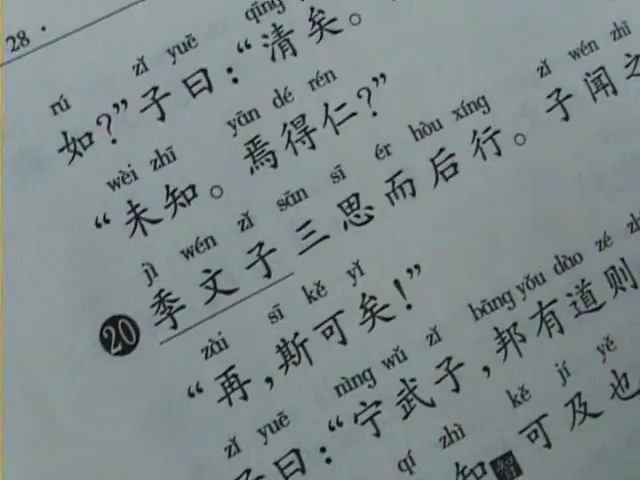 28 ·
rú zǐ yuē qīng
如？”子曰：“清矣。
wèi zhī yān dé rén
“未知。焉得仁？”
jì wén zǐ sān sī ér hòu xíng zǐ wén zhī
⑳ 季文子三思而后行。子闻之
zài sī kě yǐ
“再，斯可矣！”
zǐ yuē nìng wǔ zǐ bāng yǒu dào zé zhì
子曰：“宁武子，邦有道则
qí zhì kě jí yě
知 可及也